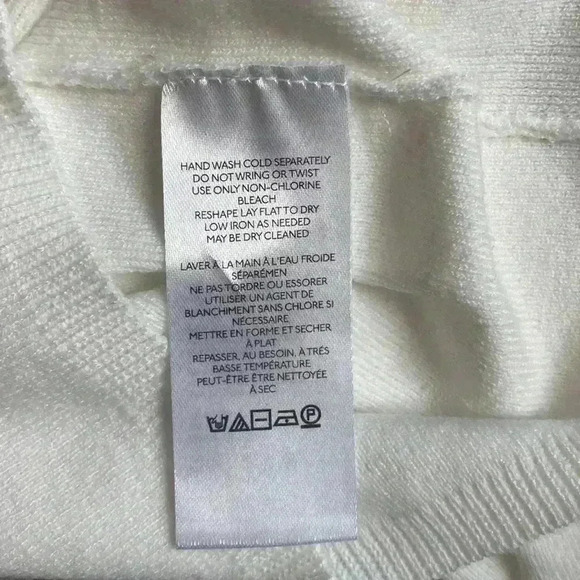 HAND WASH COLD SEPARATELY
DO NOT WRING OR TWIST
USE ONLY NON-CHLORINE
BLEACH
RESHAPE LAY FLAT TO DRY
LOW IRON AS NEEDED
MAY BE DRY CLEANED
LAVER À LA MAIN À L'EAU FROIDE
SÉPARÉMEN
NE PAS TORDRE OU ESSORER
UTILISER UN AGENT DE
BLANCHIMENT SANS CHLORE SI
NÉCESSAIRE
METTRE EN FORME ET SECHER
À PLAT
REPASSER, AU BESOIN, À TRÈS
BASSE TEMPÉRATURE
PEUT-ÊTRE ÊTRE NETTOYÉE
À SEC
P